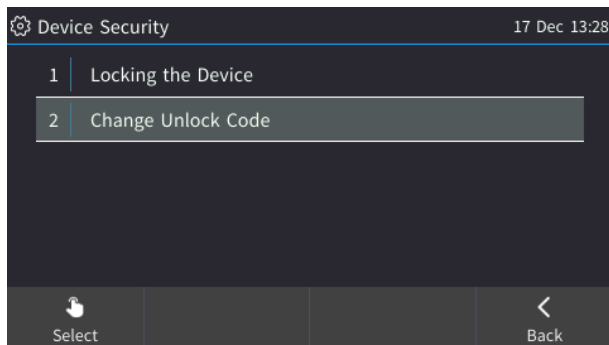 Device Security 17 Dec 13:28
1 Locking the Device
2 Change Unlock Code
Select Back